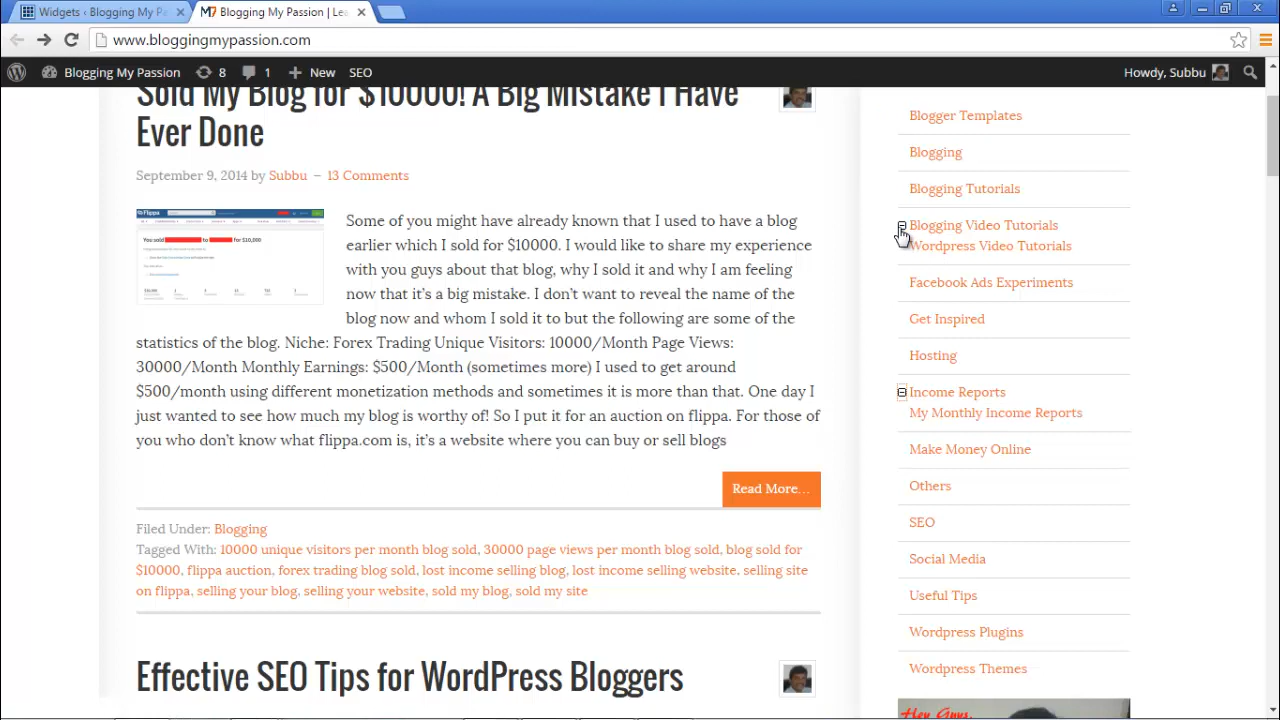 Widgets ‹ Blogging My Pa
Blogging My Passion | Lea
www.bloggingmypassion.com
Blogging My Passion 8 1 New SEO Howdy, Subbu
Sold My Blog for $10000! A Big Mistake I Have
Ever Done
September 9, 2014 by Subbu – 13 Comments
Flippa
You sold to for $10,000
Some of you might have already known that I used to have a blog
earlier which I sold for $10000. I would like to share my experience
with you guys about that blog, why I sold it and why I am feeling
now that it's a big mistake. I don't want to reveal the name of the
blog now and whom I sold it to but the following are some of the
statistics of the blog. Niche: Forex Trading Unique Visitors: 10000/Month Page Views:
30000/Month Monthly Earnings: $500/Month (sometimes more) I used to get around
$500/month using different monetization methods and sometimes it is more than that. One day I
just wanted to see how much my blog is worthy of! So I put it for an auction on flippa. For those of
you who don't know what flippa.com is, it's a website where you can buy or sell blogs
Read More…
Filed Under: Blogging
Tagged With: 10000 unique visitors per month blog sold, 30000 page views per month blog sold, blog sold for
$10000, flippa auction, forex trading blog sold, lost income selling blog, lost income selling website, selling site
on flippa, selling your blog, selling your website, sold my blog, sold my site
Effective SEO Tips for WordPress Bloggers
Blogger Templates
Blogging
Blogging Tutorials
Blogging Video Tutorials
Wordpress Video Tutorials
Facebook Ads Experiments
Get Inspired
Hosting
Income Reports
My Monthly Income Reports
Make Money Online
Others
SEO
Social Media
Useful Tips
Wordpress Plugins
Wordpress Themes
Hey Guys,